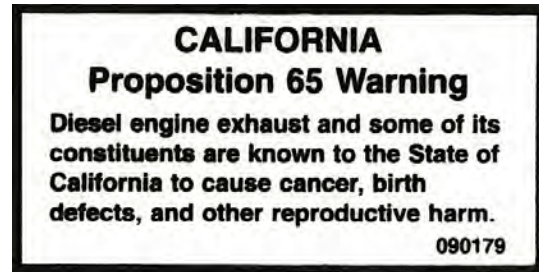 CALIFORNIA
Proposition 65 Warning
Diesel engine exhaust and some of its
constituents are known to the State of
California to cause cancer, birth
defects, and other reproductive harm.
090179